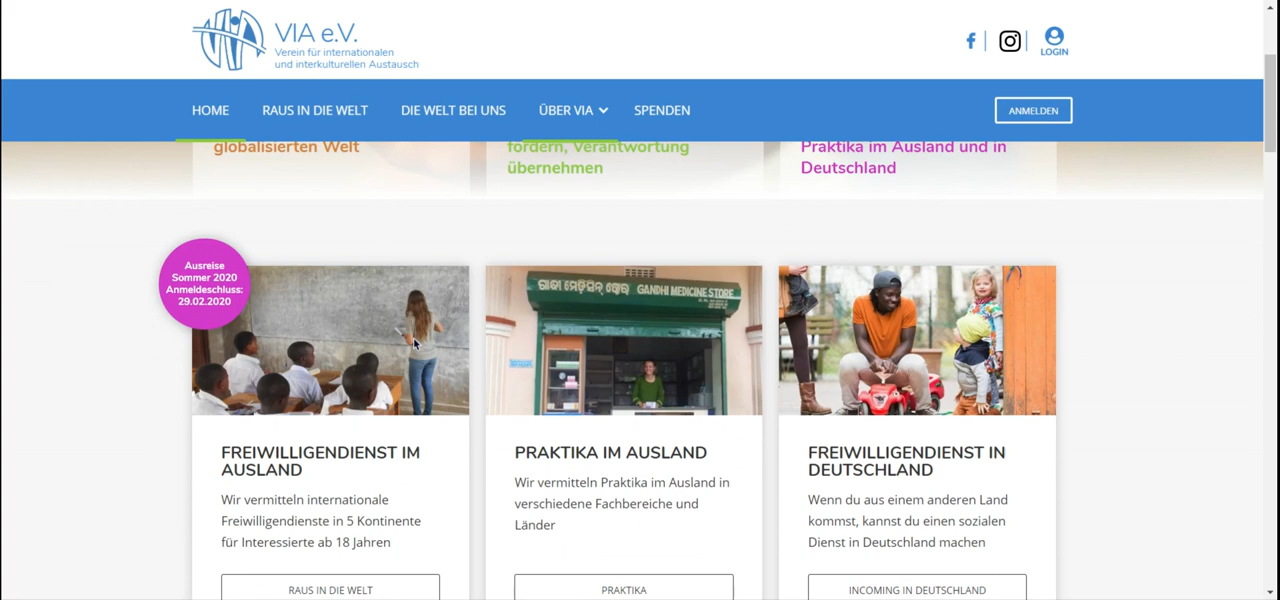 VIA e.V.
Verein für internationalen
und interkulturellen Austausch
LOGIN
HOME
RAUS IN DIE WELT
DIE WELT BEI UNS
ÜBER VIA
SPENDEN
ANMELDEN
globalisierten Welt
fördern, Verantwortung
übernehmen
Praktika im Ausland und in
Deutschland
Ausreise
Sommer 2020
Anmeldeschluss:
29.02.2020
GANDHI MEDICINE STORE
FREIWILLIGENDIENST IM
AUSLAND
Wir vermitteln internationale
Freiwilligendienste in 5 Kontinente
für Interessierte ab 18 Jahren
RAUS IN DIE WELT
PRAKTIKA IM AUSLAND
Wir vermitteln Praktika im Ausland in
verschiedene Fachbereiche und
Länder
PRAKTIKA
FREIWILLIGENDIENST IN
DEUTSCHLAND
Wenn du aus einem anderen Land
kommst, kannst du einen sozialen
Dienst in Deutschland machen
INCOMING IN DEUTSCHLAND